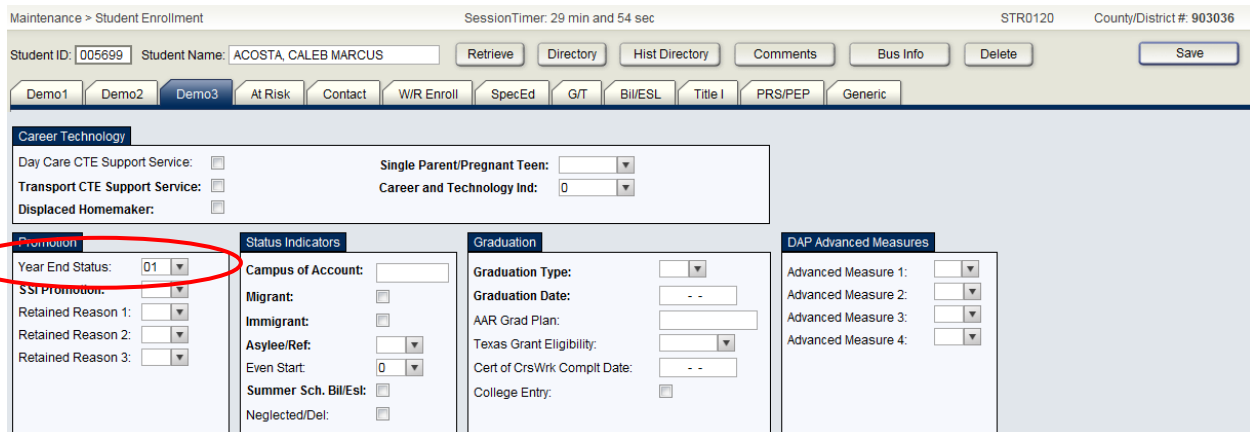 Maintenance > Student Enrollment SessionTimer: 29 min and 54 sec STR0120 County/District #: 903036
Student ID: 005699 Student Name: ACOSTA, CALEB MARCUS Retrieve Directory Hist Directory Comments Bus Info Delete Save
Demo1 Demo2 Demo3 At Risk Contact W/R Enroll SpecEd G/T Bil/ESL Title I PRS/PEP Generic
Career Technology
Day Care CTE Support Service:
Transport CTE Support Service:
Displaced Homemaker:
Single Parent/Pregnant Teen:
Career and Technology Ind: 0
Promotion
Year End Status: 01
SSI Promotion:
Retained Reason 1:
Retained Reason 2:
Retained Reason 3:
Status Indicators
Campus of Account:
Migrant:
Immigrant:
Asylee/Ref:
Even Start: 0
Summer Sch. Bil/Esl:
Neglected/Del:
Graduation
Graduation Type:
Graduation Date: - -
AAR Grad Plan:
Texas Grant Eligibility:
Cert of CrsWrk Complt Date: - -
College Entry:
DAP Advanced Measures
Advanced Measure 1:
Advanced Measure 2:
Advanced Measure 3:
Advanced Measure 4: